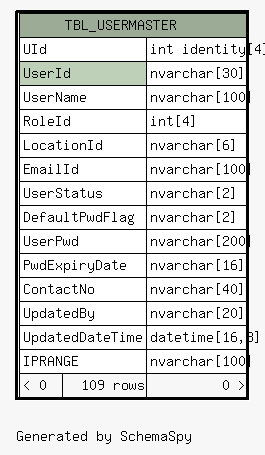 TBL_USERMASTER
UId int identity[4]
UserId nvarchar[30]
UserName nvarchar[100]
RoleId int[4]
LocationId nvarchar[6]
EmailId nvarchar[100]
UserStatus nvarchar[2]
DefaultPwdFlag nvarchar[2]
UserPwd nvarchar[200]
PwdExpiryDate nvarchar[16]
ContactNo nvarchar[40]
UpdatedBy nvarchar[20]
UpdatedDateTime datetime[16,3]
IPRANGE nvarchar[100]
< 0 109 rows 0 >
Generated by SchemaSpy